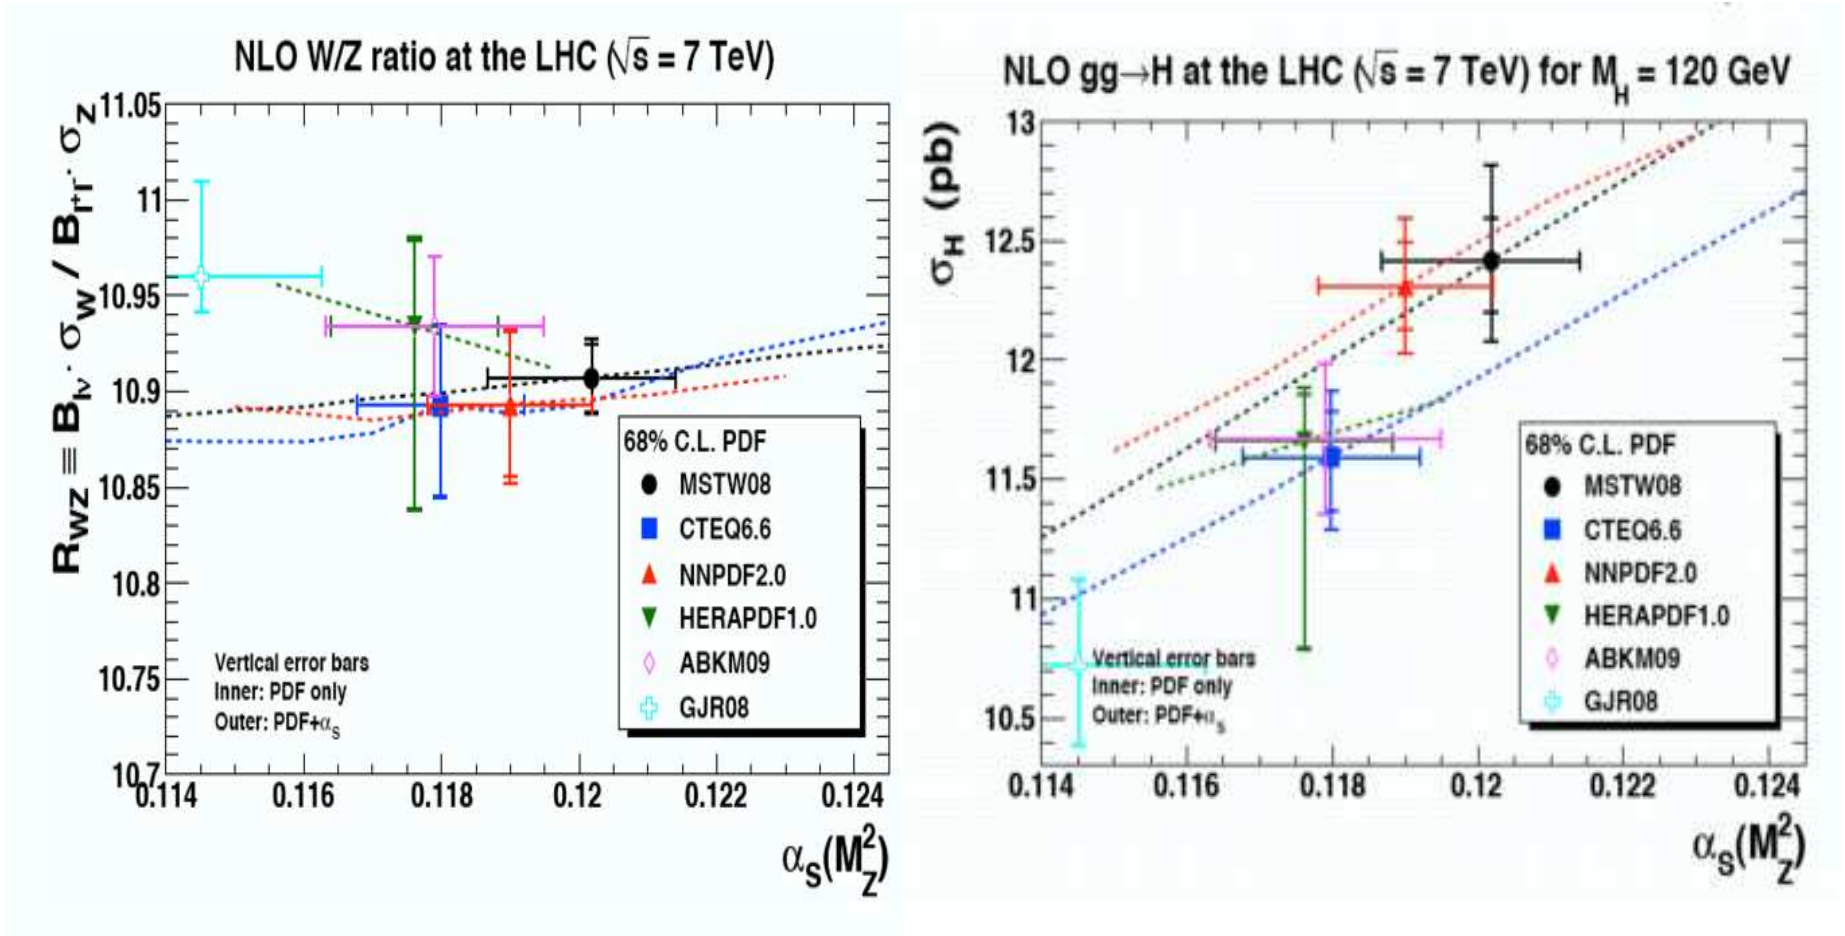 NLO W/Z ratio at the LHC (√s = 7 TeV)
R_WZ ≡ B_lν · σ_W / B_l⁺l⁻ · σ_Z
11.05
11
10.95
10.9
10.85
10.8
10.75
10.7
68% C.L. PDF
MSTW08
CTEQ6.6
NNPDF2.0
HERAPDF1.0
ABKM09
GJR08
Vertical error bars
Inner: PDF only
Outer: PDF+α_S
0.114 0.116 0.118 0.12 0.122 0.124
α_S(M²_Z)
NLO gg→H at the LHC (√s = 7 TeV) for M_H = 120 GeV
σ_H (pb)
13
12.5
12
11.5
11
10.5
68% C.L. PDF
MSTW08
CTEQ6.6
NNPDF2.0
HERAPDF1.0
ABKM09
GJR08
Vertical error bars
Inner: PDF only
Outer: PDF+α_S
0.114 0.116 0.118 0.12 0.122 0.124
α_S(M²_Z)